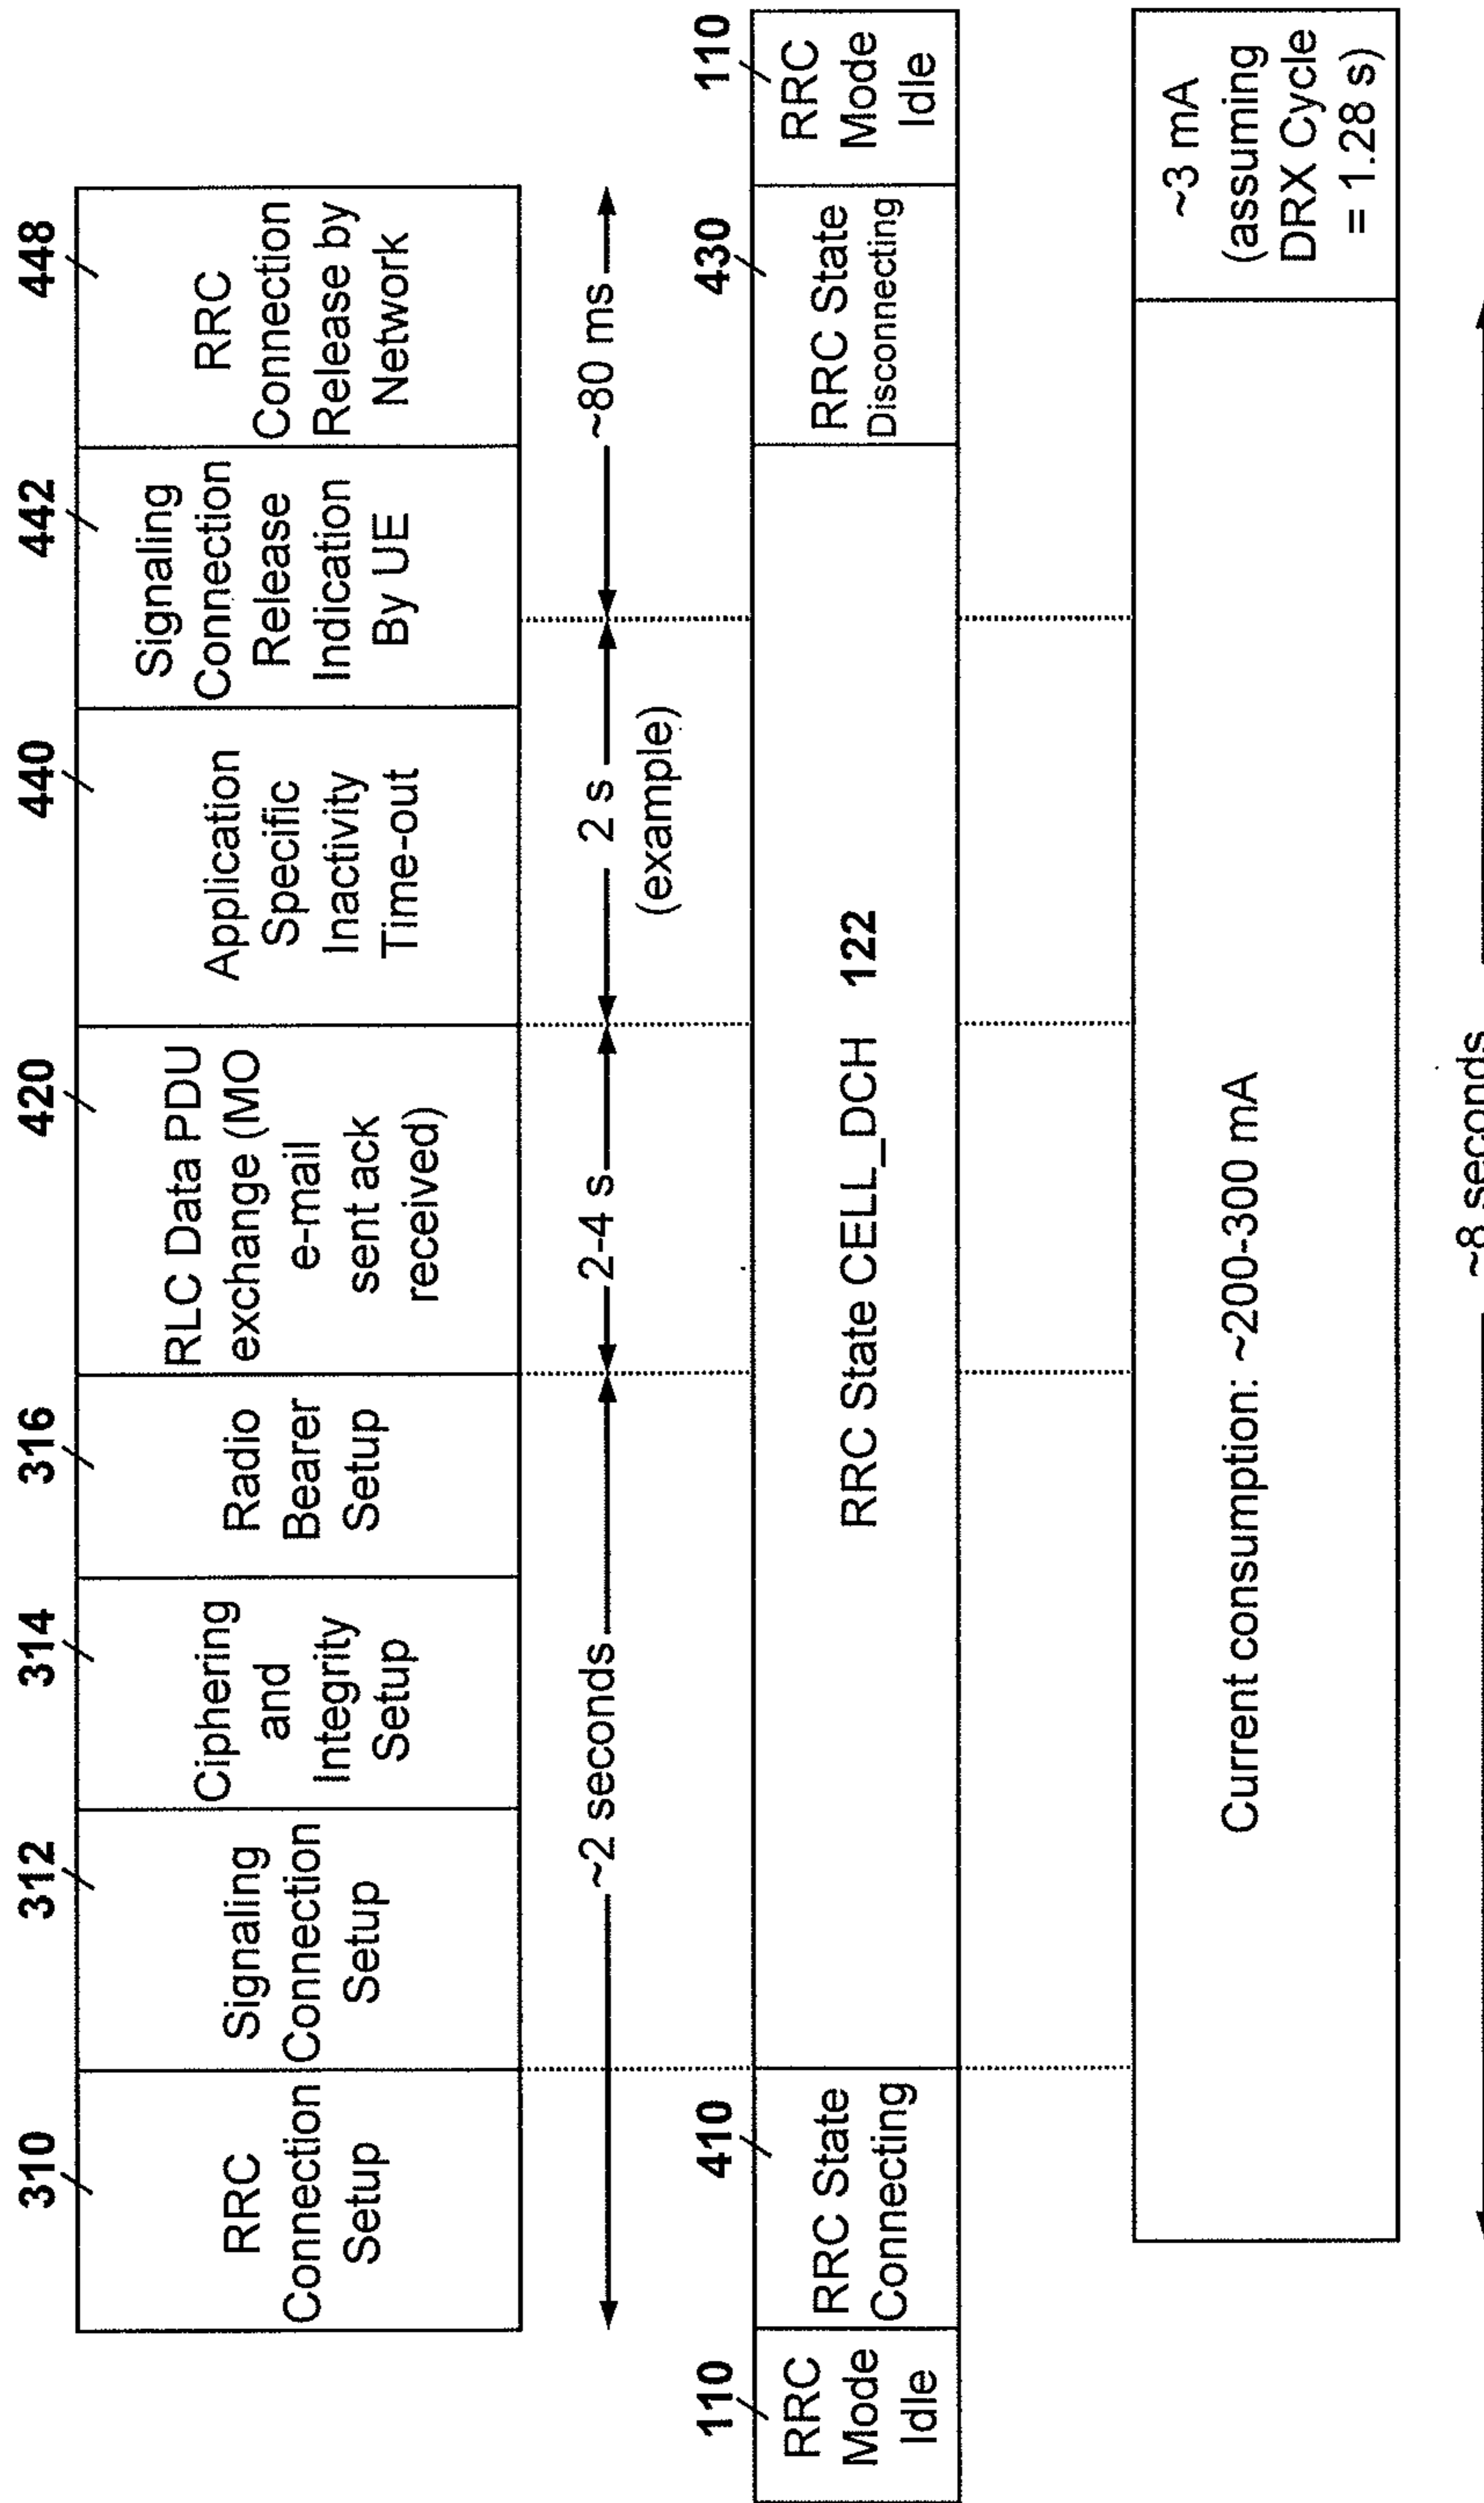 310
312
314
316
420
440
442
448
RRC
Connection
Setup
Signaling
Connection
Setup
Ciphering
and
Integrity
Setup
Radio
Bearer
Setup
RLC Data PDU
exchange (MO
e-mail
sent ack
received)
Application
Specific
Inactivity
Time-out
Signaling
Connection
Release
Indication
By UE
RRC
Connection
Release by
Network
~2 seconds
2-4 s
2 s
(example)
~80 ms
110
410
430
110
RRC
Mode
Idle
RRC State
Connecting
RRC State CELL_DCH 122
RRC State
Disconnecting
RRC
Mode
Idle
Current consumption: ~200-300 mA
~3 mA
(assuming
DRX Cycle
= 1.28 s)
~8 seconds